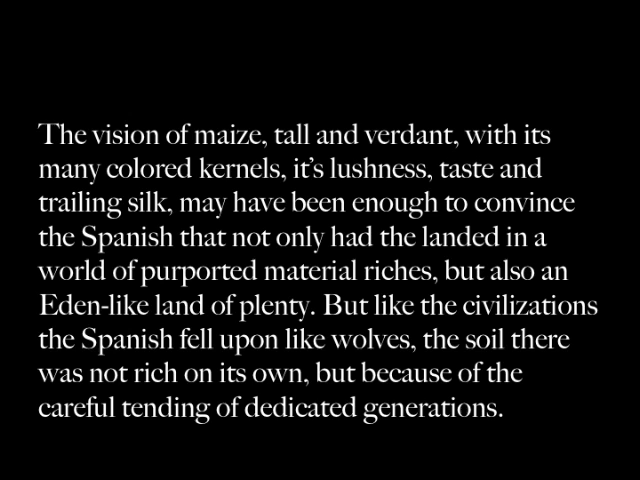 The vision of maize, tall and verdant, with its
many colored kernels, it’s lushness, taste and
trailing silk, may have been enough to convince
the Spanish that not only had the landed in a
world of purported material riches, but also an
Eden-like land of plenty. But like the civilizations
the Spanish fell upon like wolves, the soil there
was not rich on its own, but because of the
careful tending of dedicated generations.